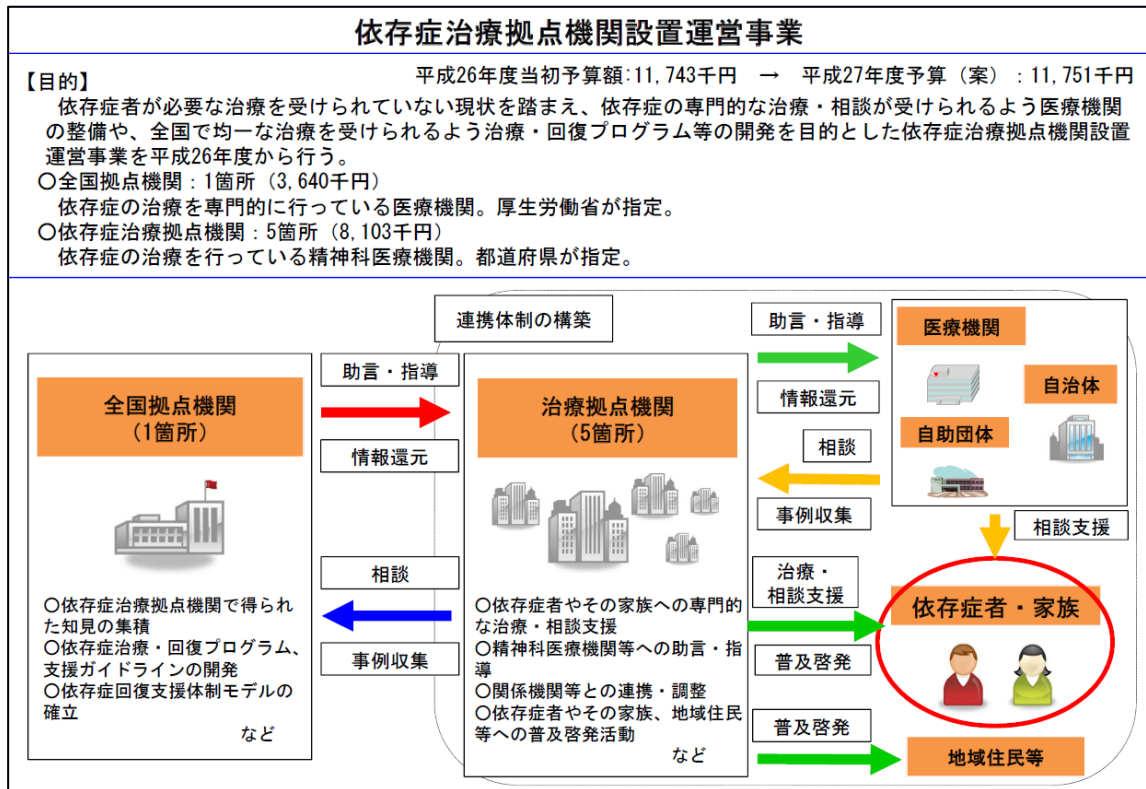 依存症治療拠点機関設置運営事業
【目的】
平成26年度当初予算額:11,743千円 → 平成27年度予算（案）：11,751千円
依存症者が必要な治療を受けられていない現状を踏まえ、依存症の専門的な治療・相談が受けられるよう医療機関
の整備や、全国で均一な治療を受けられるよう治療・回復プログラム等の開発を目的とした依存症治療拠点機関設置
運営事業を平成26年度から行う。
○全国拠点機関：1箇所（3,640千円）
依存症の治療を専門的に行っている医療機関。厚生労働省が指定。
○依存症治療拠点機関：5箇所（8,103千円）
依存症の治療を行っている精神科医療機関。都道府県が指定。
連携体制の構築
全国拠点機関
（1箇所）
○依存症治療拠点機関で得られ
た知見の集積
○依存症治療・回復プログラム、
支援ガイドラインの開発
○依存症回復支援体制モデルの
確立
など
助言・指導
情報還元
相談
事例収集
治療拠点機関
（5箇所）
○依存症者やその家族への専門的
な治療・相談支援
○精神科医療機関等への助言・指
導
○関係機関等との連携・調整
○依存症者やその家族、地域住民
等への普及啓発活動
など
助言・指導
情報還元
相談
事例収集
治療・
相談支援
普及啓発
普及啓発
医療機関
自治体
自助団体
相談支援
依存症者・家族
地域住民等